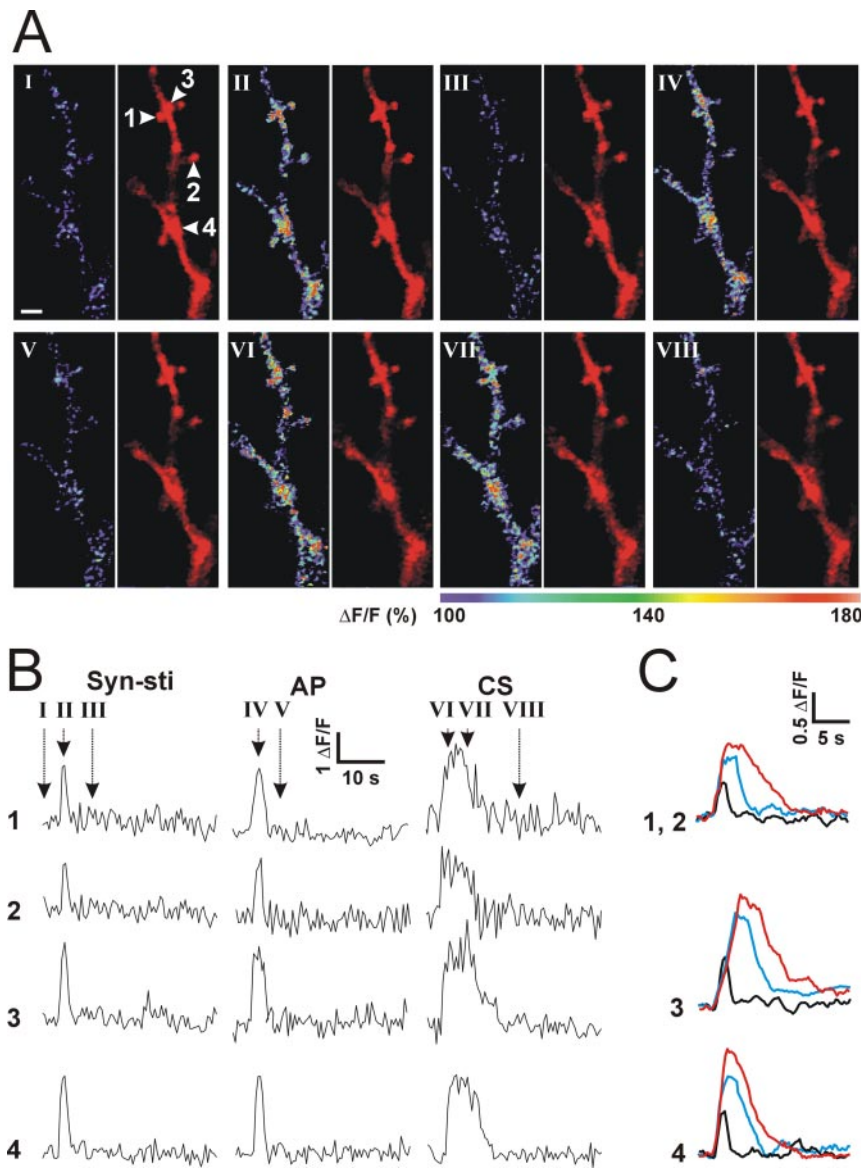 A
I
3
1
2
4
II
III
IV
V
VI
VII
VIII
ΔF/F (%)
100
140
180
B
Syn-sti
AP
CS
I II III
IV V
VI VII VIII
1 ΔF/F
10 s
1
2
3
4
C
0.5 ΔF/F
5 s
1, 2
3
4